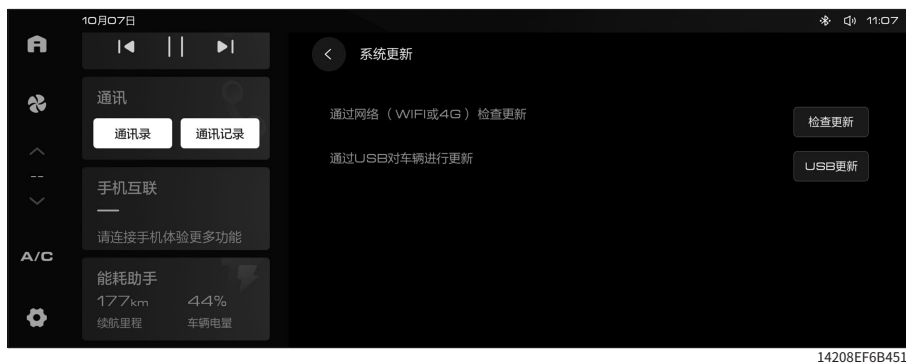 10月07日
11:07
通讯
通讯录 通讯记录
手机互联
请连接手机体验更多功能
能耗助手
177km 44%
续航里程 车辆电量
A
--
A/C
系统更新
通过网络（WIFI或4G）检查更新
检查更新
通过USB对车辆进行更新
USB更新
14208EF6B451